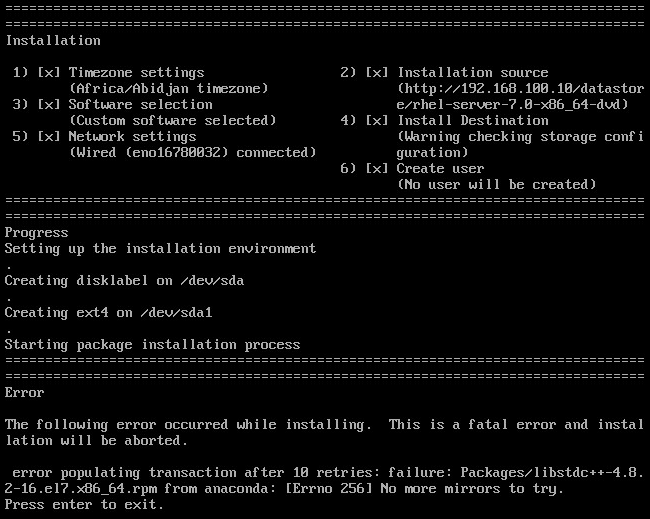 ================================================================================
================================================================================
Installation
1) [x] Timezone settings 2) [x] Installation source
(Africa/Abidjan timezone) (http://192.168.100.10/datastor
3) [x] Software selection e/rhel-server-7.0-x86_64-dvd)
(Custom software selected) 4) [x] Install Destination
5) [x] Network settings (Warning checking storage confi
(Wired (eno16780032) connected) guration)
6) [x] Create user
(No user will be created)
================================================================================
================================================================================
Progress
Setting up the installation environment
.
Creating disklabel on /dev/sda
.
Creating ext4 on /dev/sda1
.
Starting package installation process
================================================================================
================================================================================
Error
The following error occurred while installing.  This is a fatal error and instal
lation will be aborted.
error populating transaction after 10 retries: failure: Packages/libstdc++-4.8.
2-16.el7.x86_64.rpm from anaconda: [Errno 256] No more mirrors to try.
Press enter to exit.